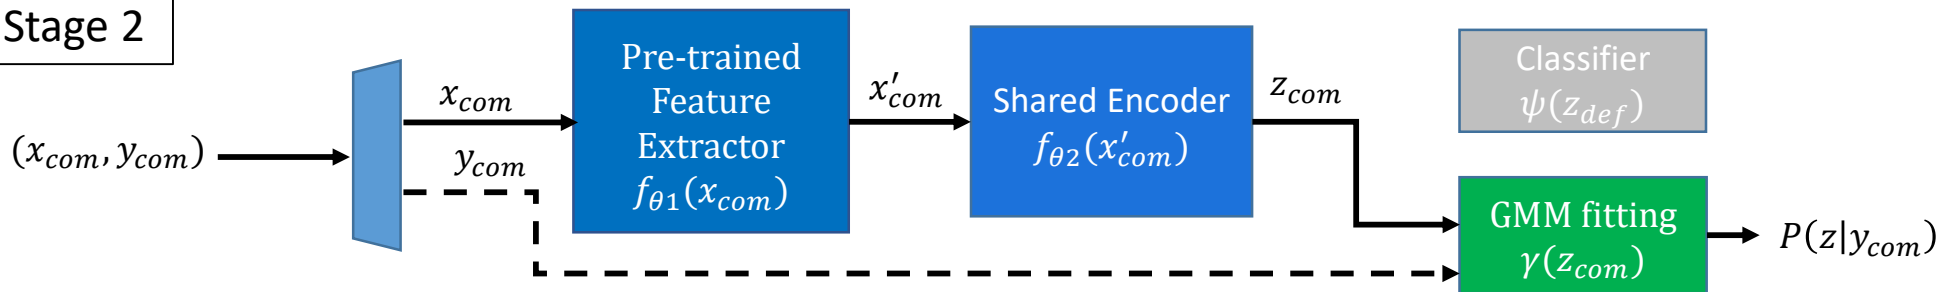 Stage 2
(x_com, y_com)
x_com
y_com
Pre-trained
Feature
Extractor
f_θ1(x_com)
x'_com
Shared Encoder
f_θ2(x'_com)
z_com
Classifier
ψ(z_def)
GMM fitting
γ(z_com)
P(z|y_com)